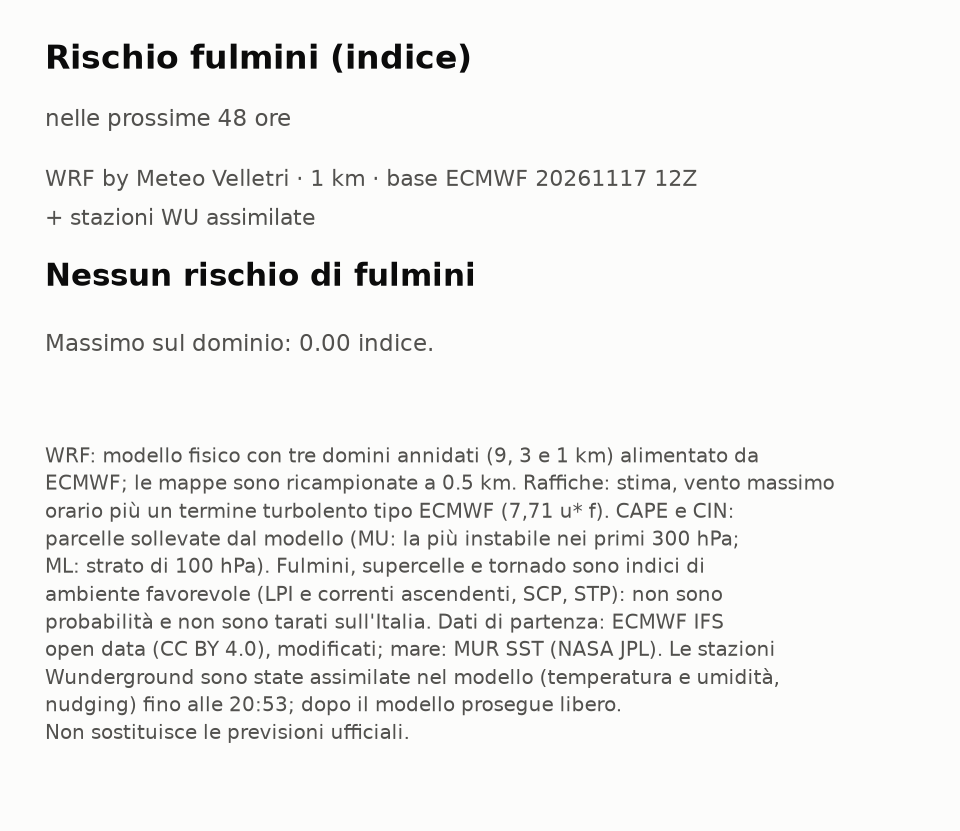 Rischio fulmini (indice)
nelle prossime 48 ore
WRF by Meteo Velletri · 1 km · base ECMWF 20261117 12Z
+ stazioni WU assimilate
Nessun rischio di fulmini
Massimo sul dominio: 0.00 indice.
WRF: modello fisico con tre domini annidati (9, 3 e 1 km) alimentato da
ECMWF; le mappe sono ricampionate a 0.5 km. Raffiche: stima, vento massimo
orario più un termine turbolento tipo ECMWF (7,71 u* f). CAPE e CIN:
parcelle sollevate dal modello (MU: la più instabile nei primi 300 hPa;
ML: strato di 100 hPa). Fulmini, supercelle e tornado sono indici di
ambiente favorevole (LPI e correnti ascendenti, SCP, STP): non sono
probabilità e non sono tarati sull'Italia. Dati di partenza: ECMWF IFS
open data (CC BY 4.0), modificati; mare: MUR SST (NASA JPL). Le stazioni
Wunderground sono state assimilate nel modello (temperatura e umidità,
nudging) fino alle 20:53; dopo il modello prosegue libero.
Non sostituisce le previsioni ufficiali.